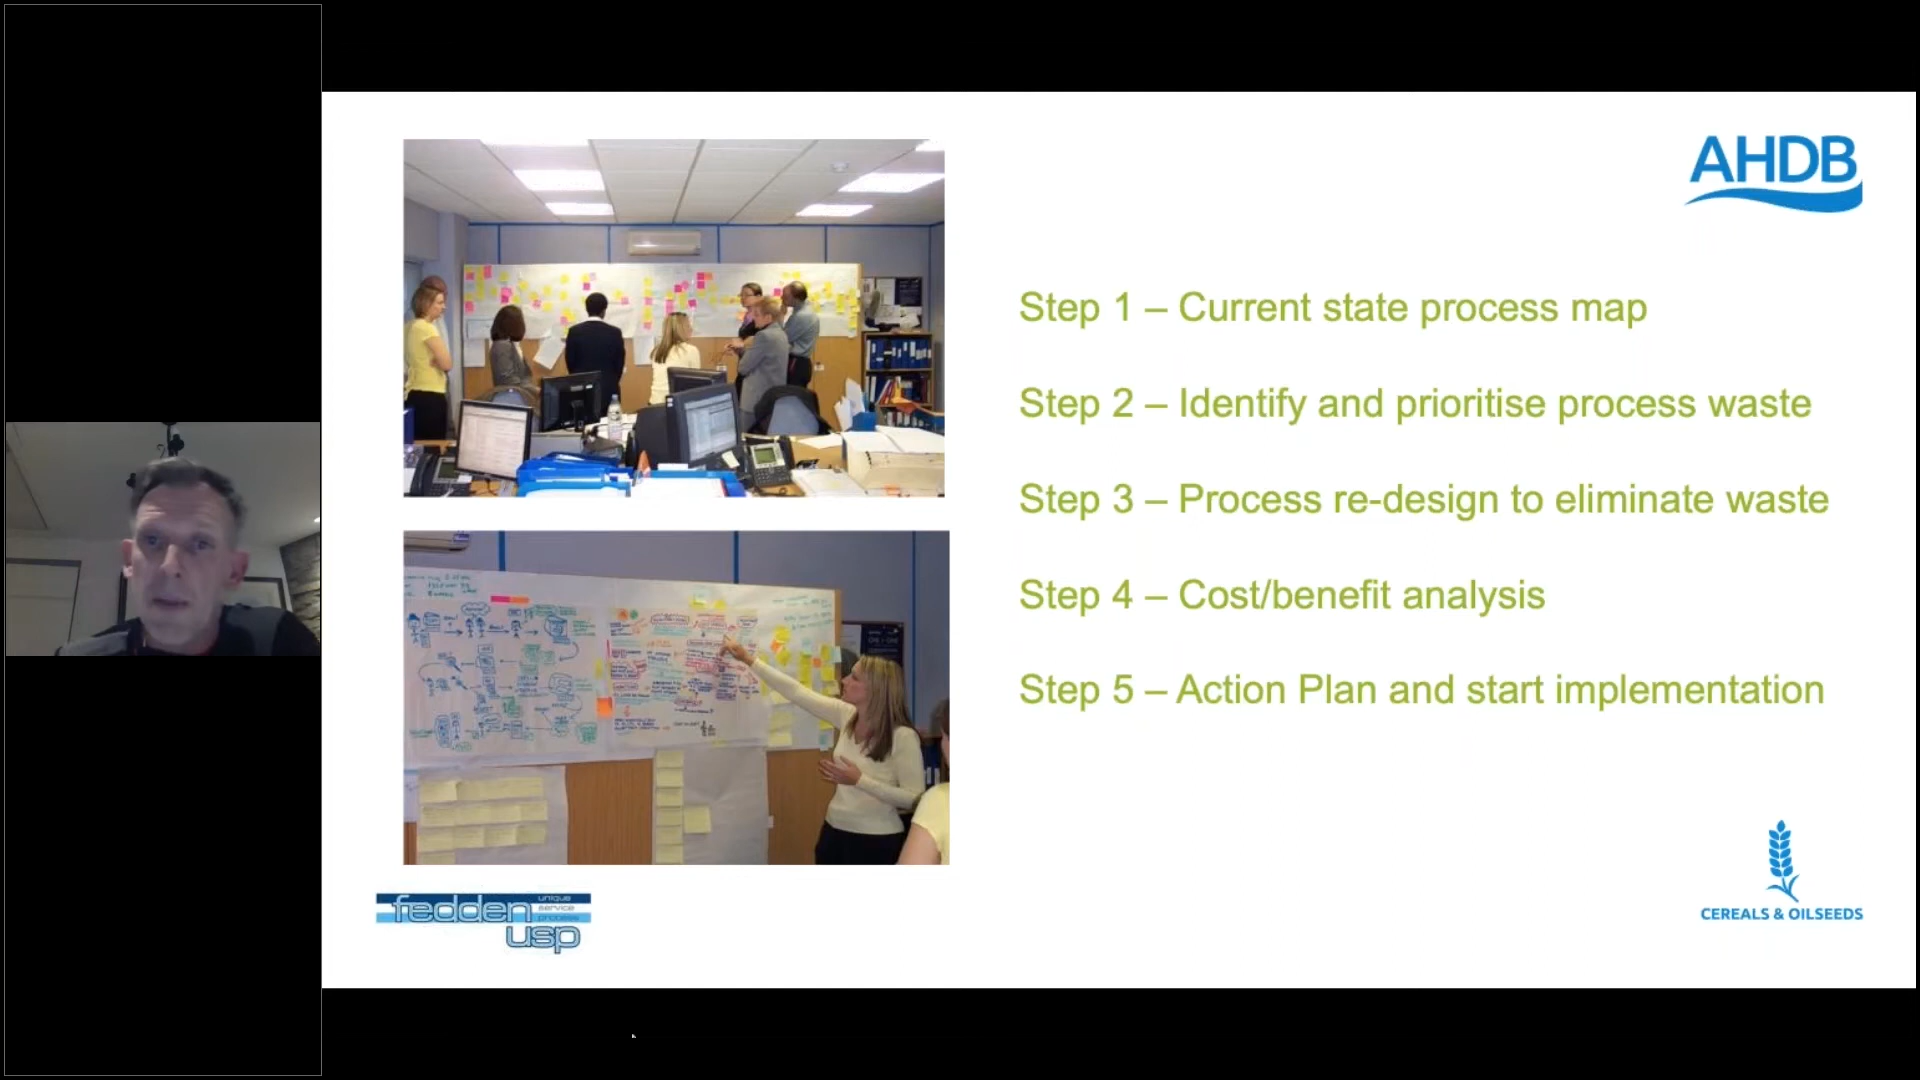 AHDB
Step 1 – Current state process map
Step 2 – Identify and prioritise process waste
Step 3 – Process re-design to eliminate waste
Step 4 – Cost/benefit analysis
Step 5 – Action Plan and start implementation
fedden
unique
service
process
usp
CEREALS & OILSEEDS